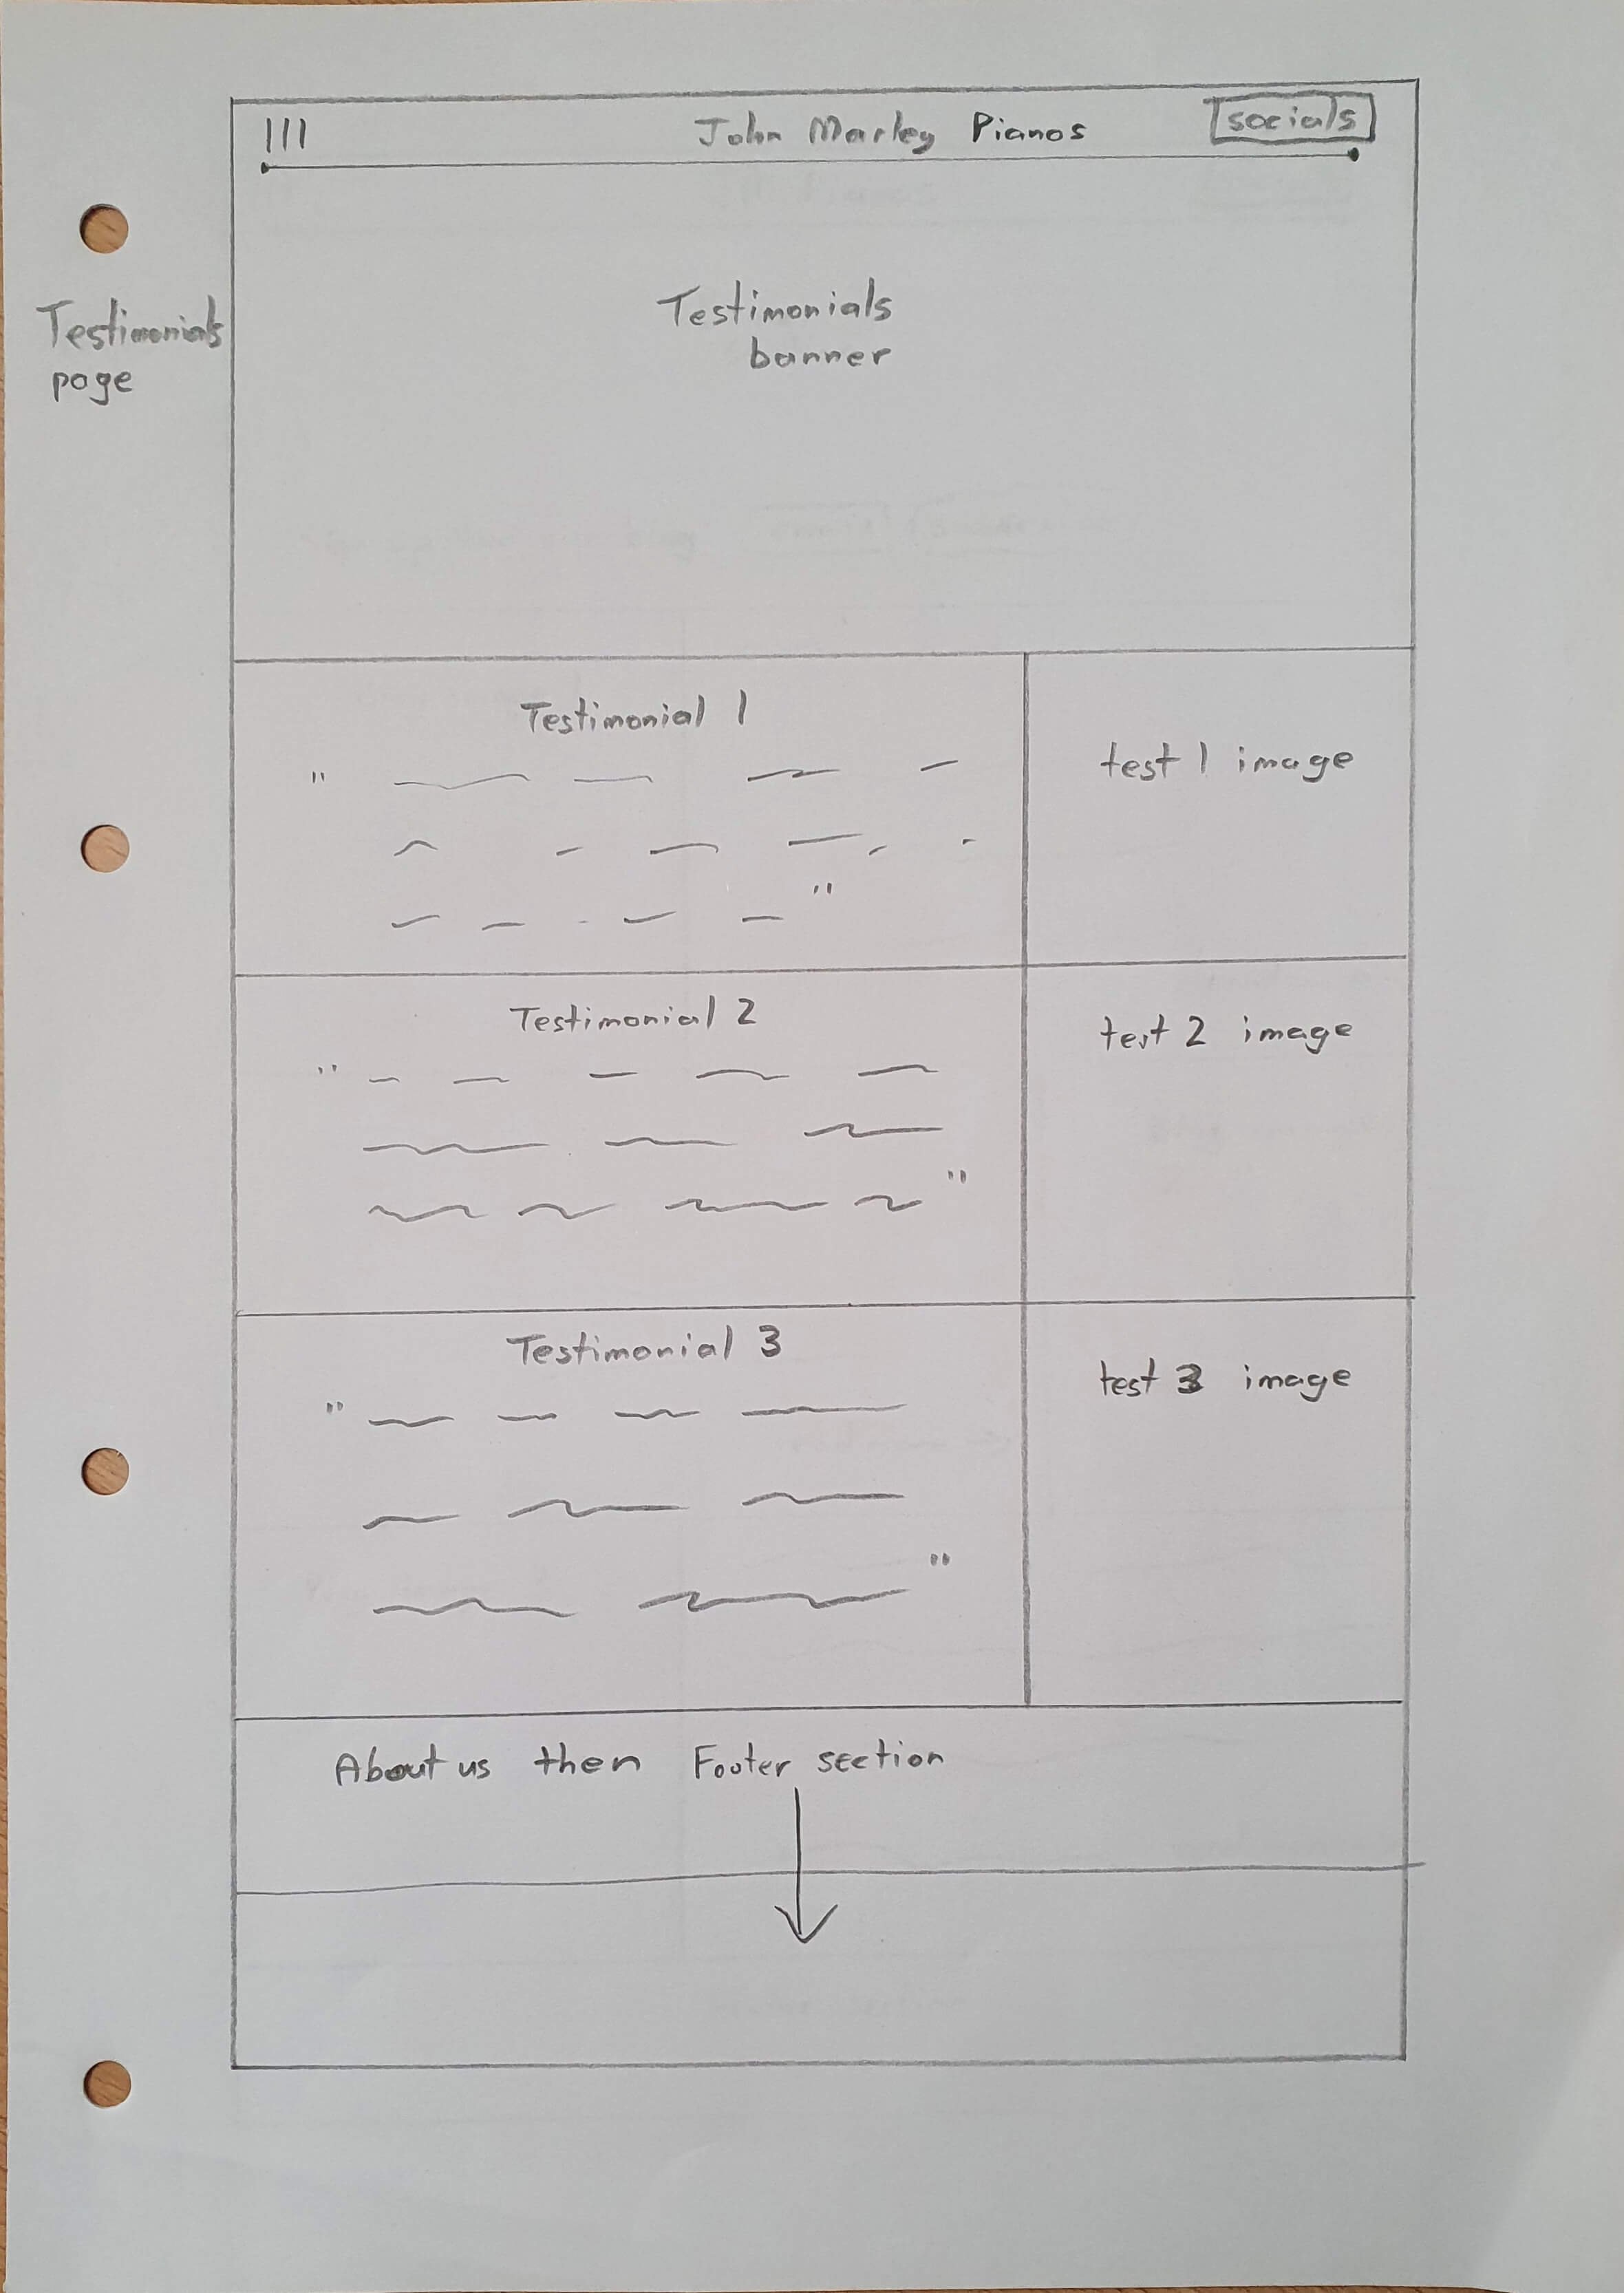 John Marley Pianos
socials
Testimonials
page
Testimonials
banner
Testimonial 1
test 1 image
"
"
Testimonial 2
test 2 image
"
"
Testimonial 3
test 3 image
"
"
About us then Footer section